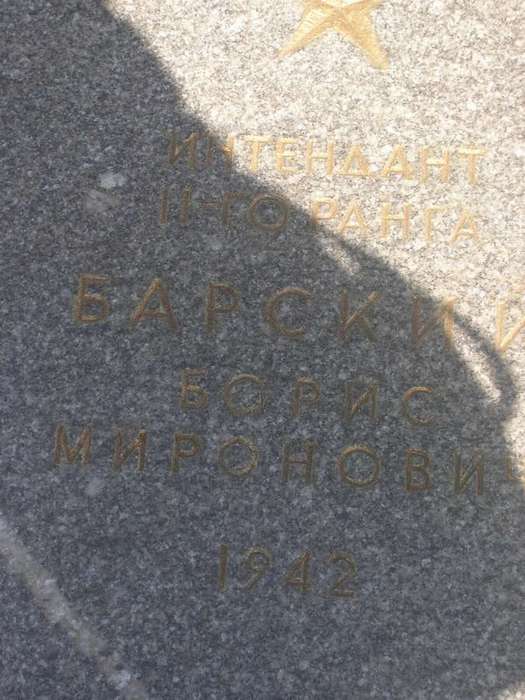 ИНТЕНДАНТ
II-ГО РАНГА
БАРСКИЙ
БОРИС
МИРОНОВИЧ
1942